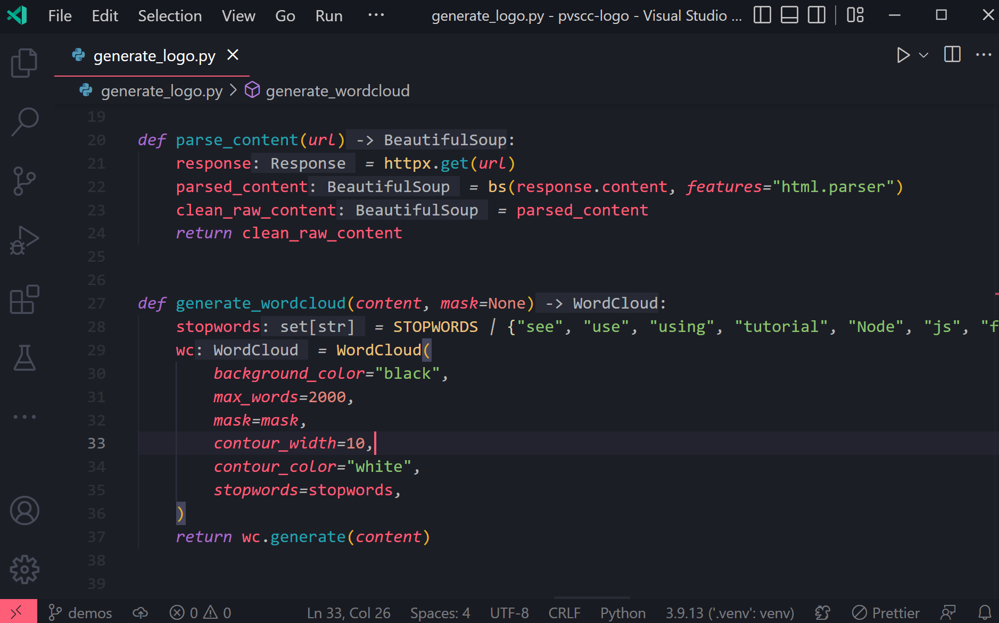 File Edit Selection View Go Run ··· generate_logo.py - pvscc-logo - Visual Studio ...
generate_logo.py
generate_logo.py > generate_wordcloud
19
20 def parse_content(url) -> BeautifulSoup:
21     response: Response = httpx.get(url)
22     parsed_content: BeautifulSoup = bs(response.content, features="html.parser")
23     clean_raw_content: BeautifulSoup = parsed_content
24     return clean_raw_content
25
26
27 def generate_wordcloud(content, mask=None) -> WordCloud:
28     stopwords: set[str] = STOPWORDS | {"see", "use", "using", "tutorial", "Node", "js", "f
29     wc: WordCloud = WordCloud(
30         background_color="black",
31         max_words=2000,
32         mask=mask,
33         contour_width=10,
34         contour_color="white",
35         stopwords=stopwords,
36     )
37     return wc.generate(content)
38
39
demos 0 0 Ln 33, Col 26 Spaces: 4 UTF-8 CRLF Python 3.9.13 ('.venv': venv) Prettier